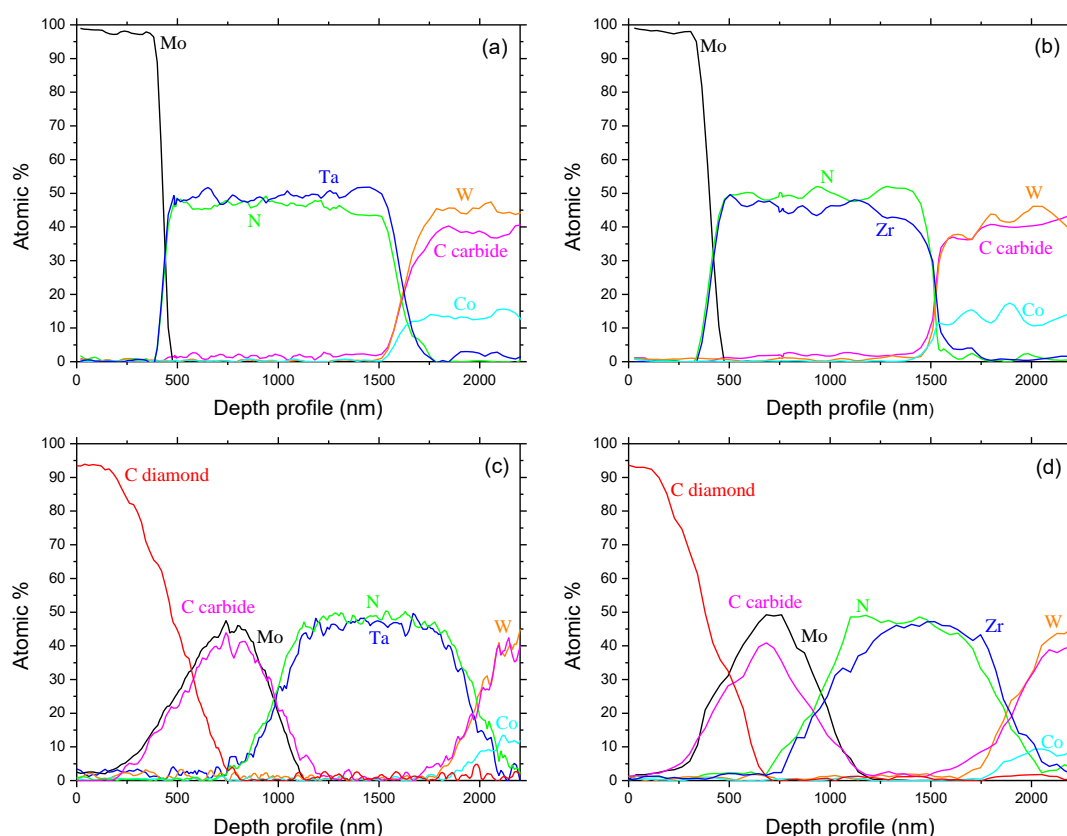 (a)
100
90
80
70
60
50
40
30
20
10
0
Atomic %
Mo
Ta
N
W
C carbide
Co
0 500 1000 1500 2000
Depth profile (nm)
(b)
100
90
80
70
60
50
40
30
20
10
0
Atomic %
Mo
N
Zr
W
C carbide
Co
0 500 1000 1500 2000
Depth profile (nm)
(c)
100
90
80
70
60
50
40
30
20
10
0
Atomic %
C diamond
C carbide
Mo
N
Ta
W
Co
0 500 1000 1500 2000
Depth profile (nm)
(d)
100
90
80
70
60
50
40
30
20
10
0
Atomic %
C diamond
C carbide
Mo
N
Zr
W
Co
0 500 1000 1500 2000
Depth profile (nm)